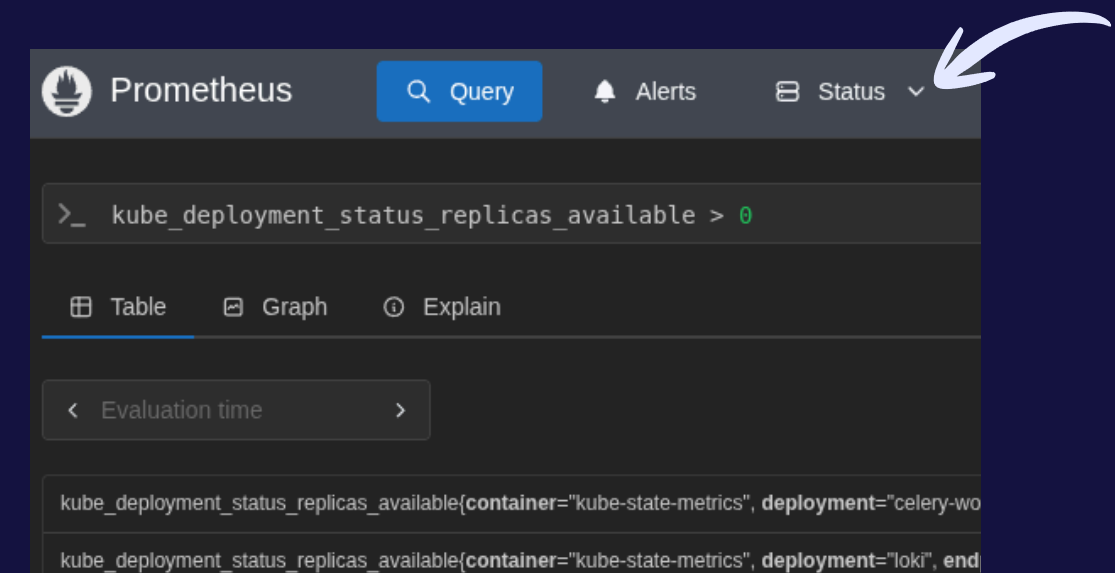 Prometheus Query Alerts Status
>_ kube_deployment_status_replicas_available > 0
Table Graph Explain
Evaluation time
kube_deployment_status_replicas_available{container="kube-state-metrics", deployment="celery-wo
kube_deployment_status_replicas_available{container="kube-state-metrics", deployment="loki", end